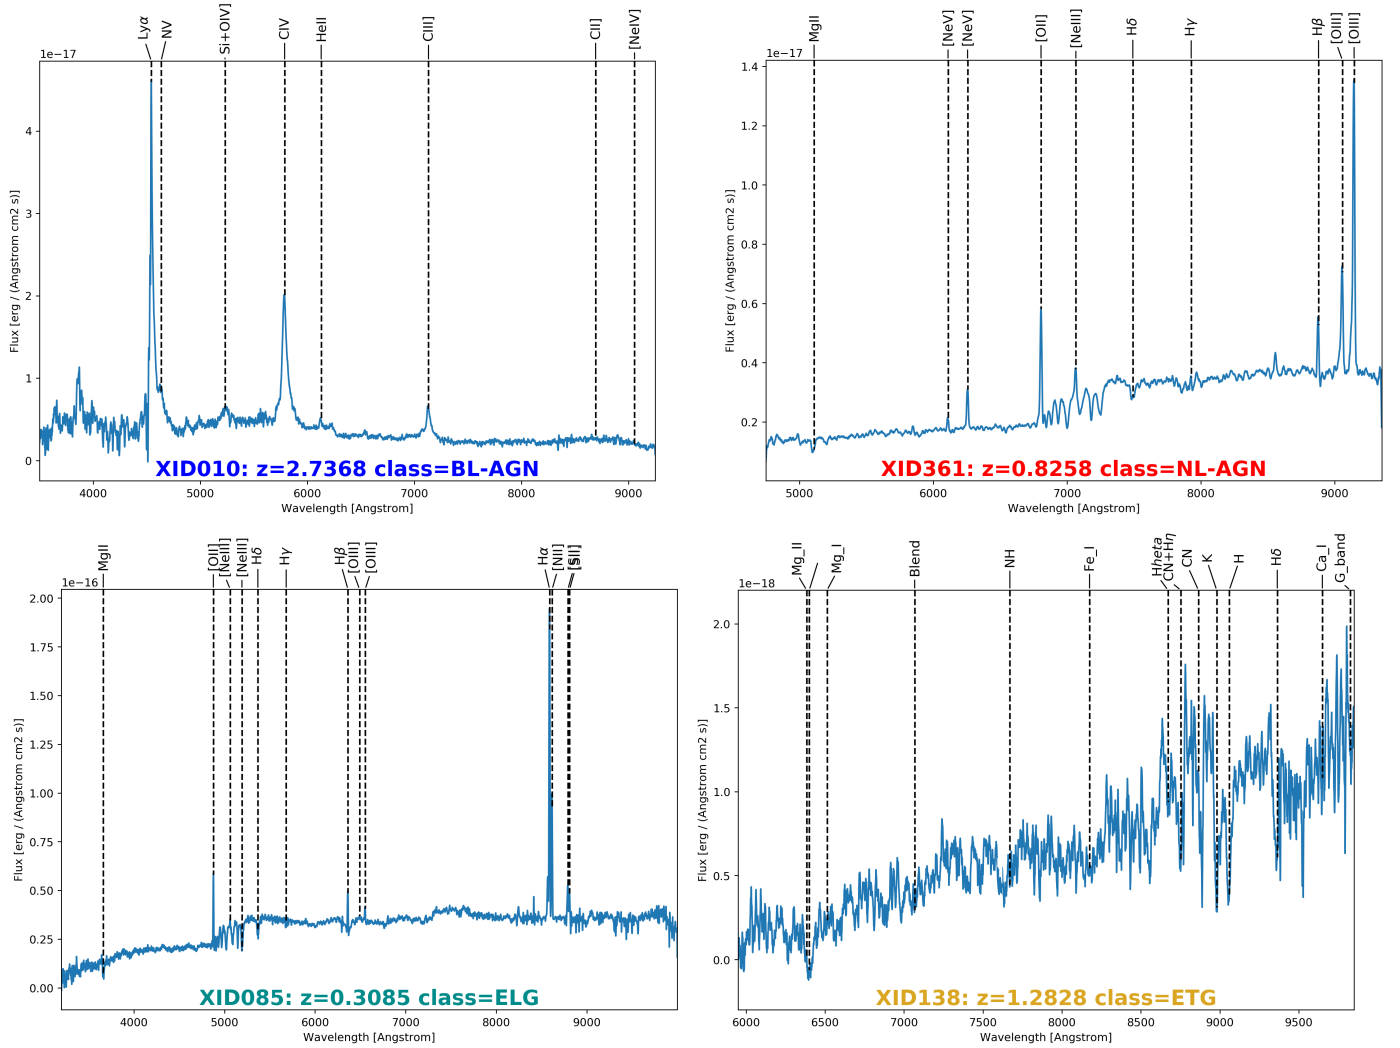 Lyα NV Si+OIV] CIV HeII CIII] CII] [NeIV]
1e−17
4
3
2
1
0
Flux [erg / (Angstrom cm2 s)]
XID010: z=2.7368 class=BL-AGN
4000 5000 6000 7000 8000 9000
Wavelength [Angstrom]
MgII [NeV] [NeV] [OII] [NeIII] Hδ Hγ Hβ [OIII] [OIII]
1e−17
1.4
1.2
1.0
0.8
0.6
0.4
0.2
Flux [erg / (Angstrom cm2 s)]
XID361: z=0.8258 class=NL-AGN
5000 6000 7000 8000 9000
Wavelength [Angstrom]
MgII [OII] [NeIII] [NeIII] Hδ Hγ Hβ [OIII] [OIII] Hα [NII] [SII]
1e−16
2.00
1.75
1.50
1.25
1.00
0.75
0.50
0.25
0.00
Flux [erg / (Angstrom cm2 s)]
XID085: z=0.3085 class=ELG
4000 5000 6000 7000 8000 9000
Wavelength [Angstrom]
Mg_II Mg_I Blend NH Fe_I Hheta CN+Hη CN K H Hδ Ca_I G_band
1e−18
2.0
1.5
1.0
0.5
0.0
Flux [erg / (Angstrom cm2 s)]
XID138: z=1.2828 class=ETG
6000 6500 7000 7500 8000 8500 9000 9500
Wavelength [Angstrom]